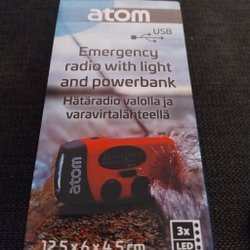 atom
USB
Emergency
radio with light
and powerbank
Hätäradio valolla ja
varavirtalähteellä
atom
12.5 x 6 x 4.5 cm
3x
LED